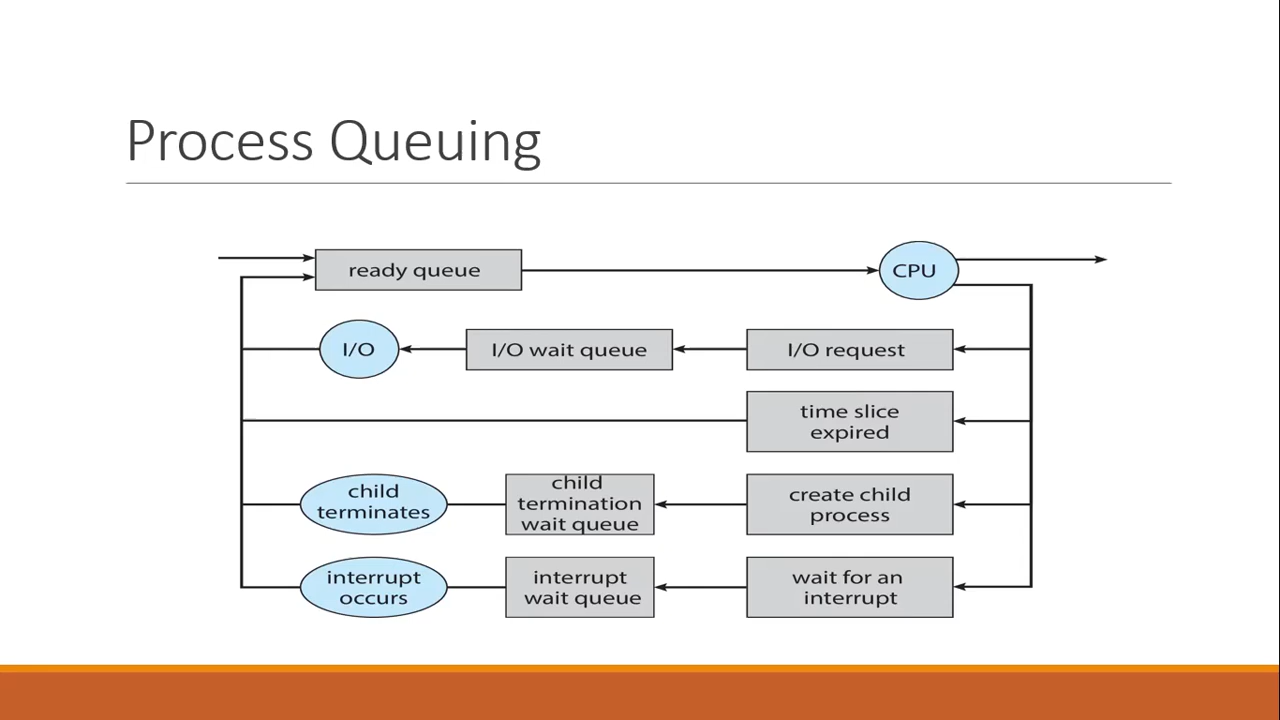 Process Queuing
ready queue
CPU
I/O
I/O wait queue
I/O request
time slice
expired
child
terminates
child
termination
wait queue
create child
process
interrupt
occurs
interrupt
wait queue
wait for an
interrupt